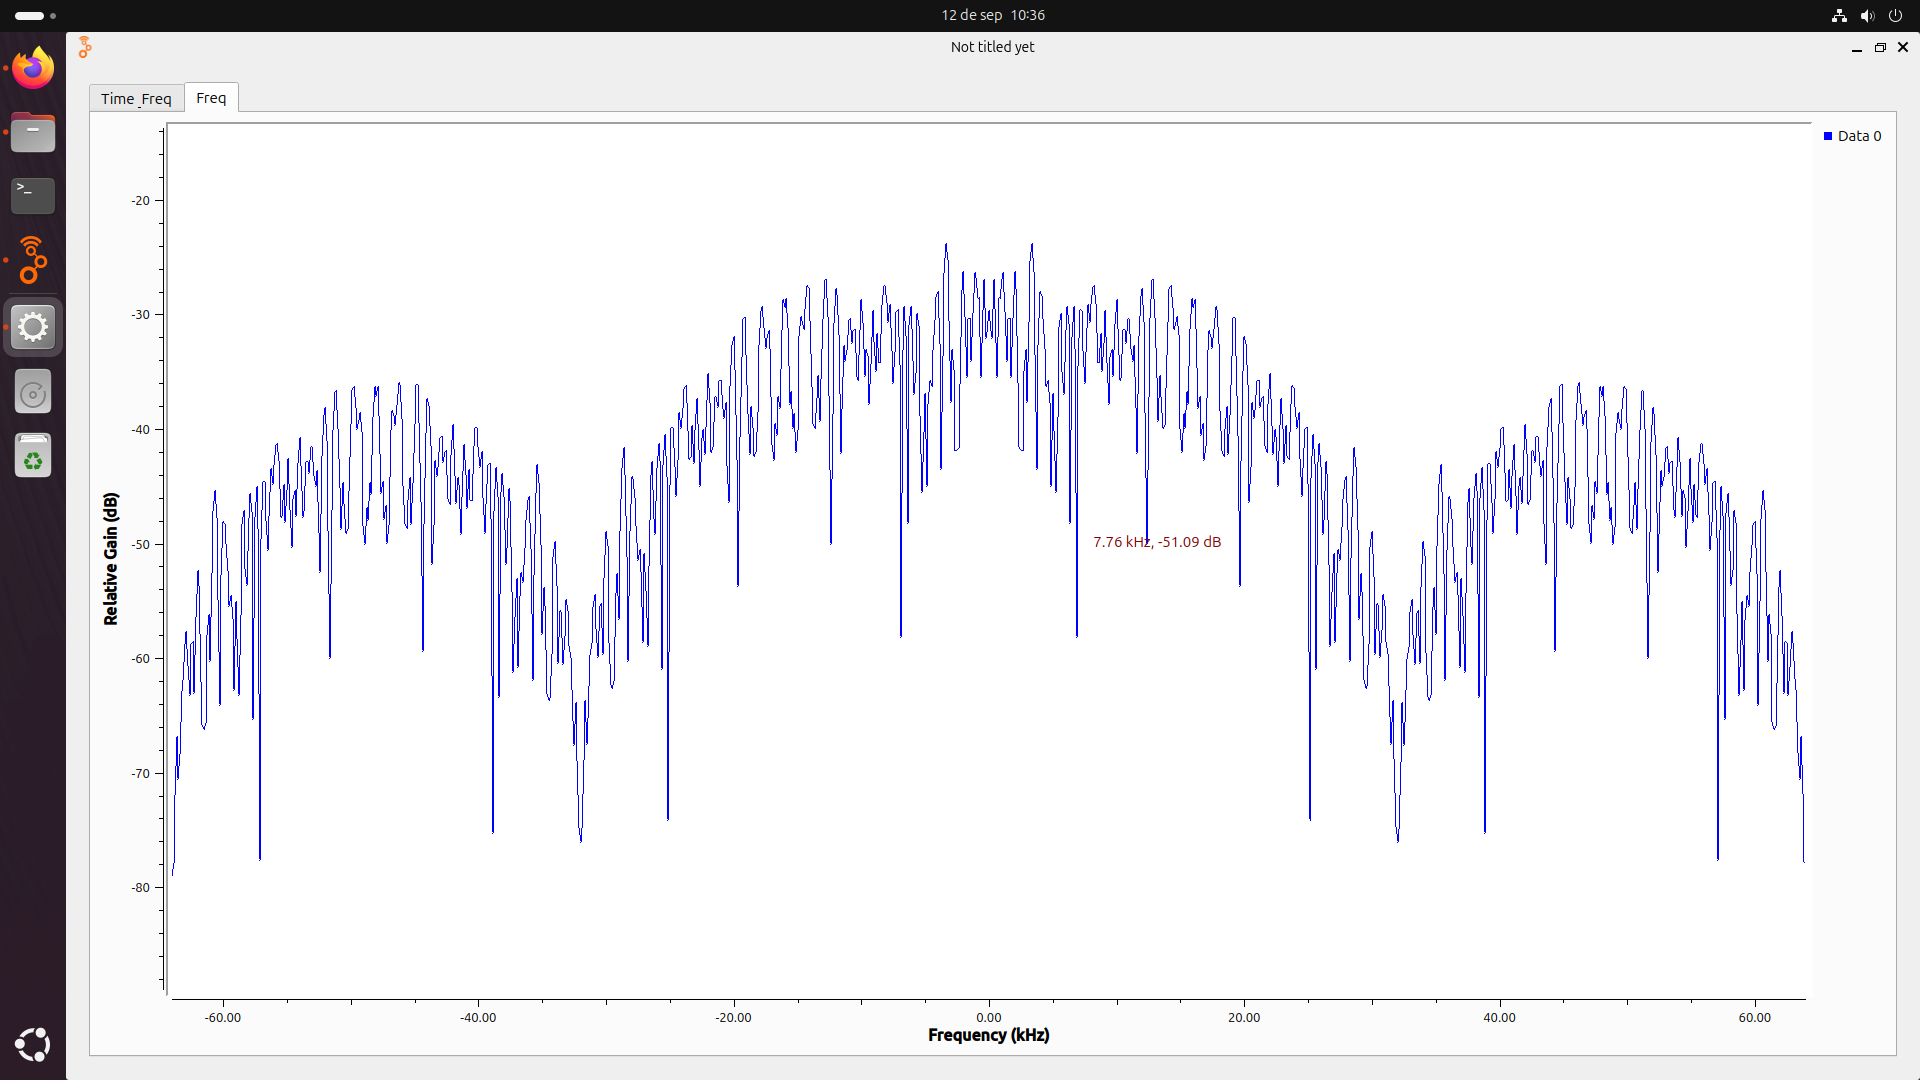 12 de sep 10:36
Not titled yet
Time_Freq
Freq
Data 0
-20
-30
-40
-50
-60
-70
-80
Relative Gain (dB)
7.76 kHz, -51.09 dB
-60.00
-40.00
-20.00
0.00
20.00
40.00
60.00
Frequency (kHz)
>_